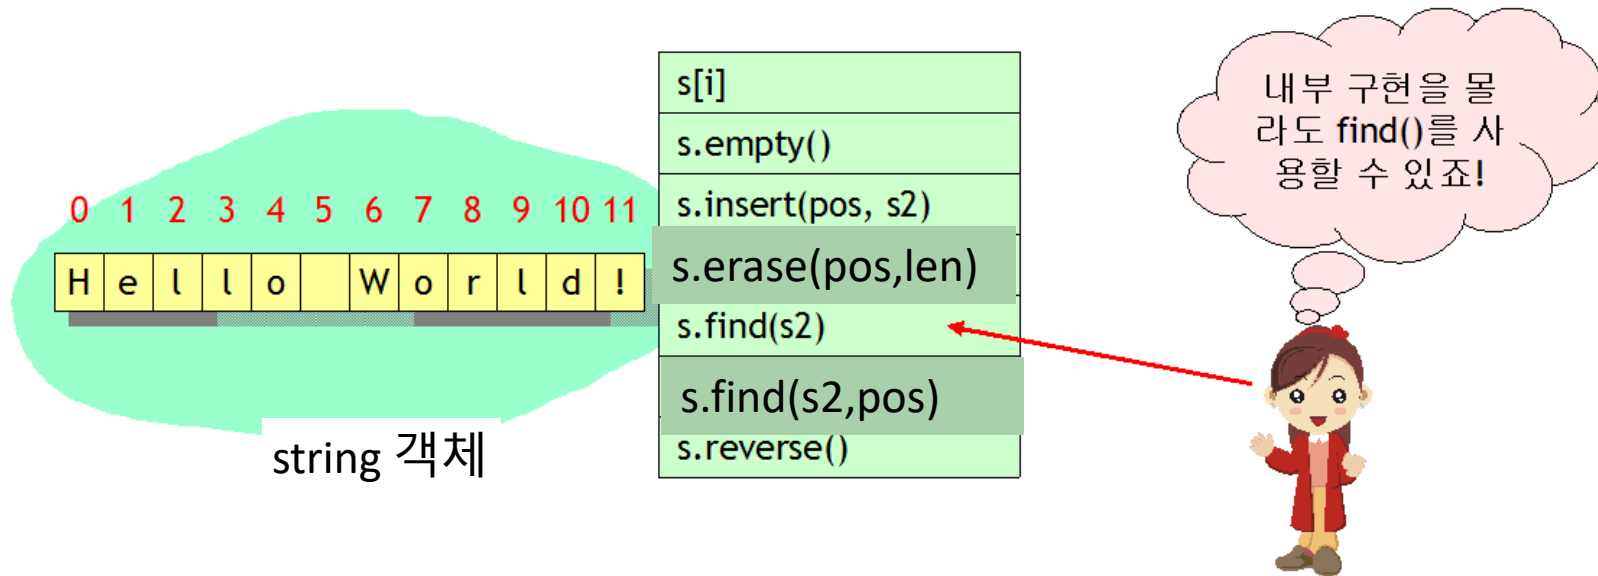 0 1 2 3 4 5 6 7 8 9 10 11
H e l l o W o r l d !
string 객체
s[i]
s.empty()
s.insert(pos, s2)
s.erase(pos,len)
s.find(s2)
s.find(s2,pos)
s.reverse()
내부 구현을 몰
라도 find()를 사
용할 수 있죠!